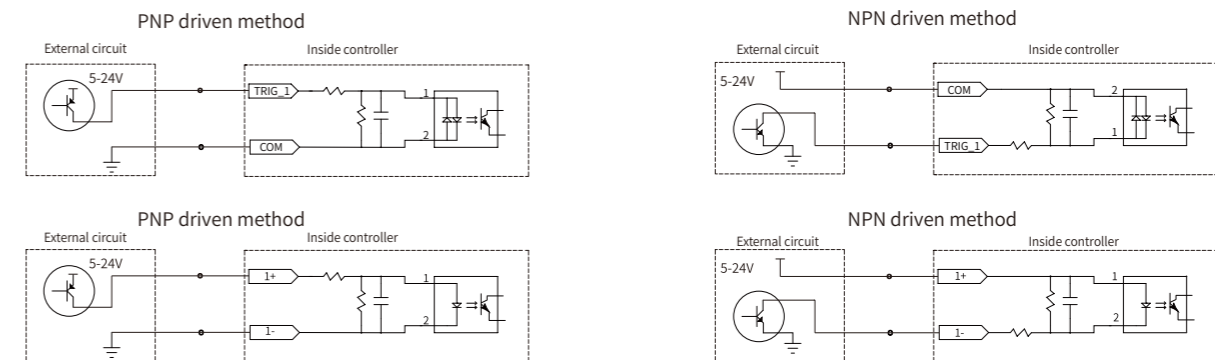 PNP driven method
External circuit
Inside controller
5-24V
TRIG_1
1
2
COM
NPN driven method
External circuit
Inside controller
5-24V
COM
2
1
TRIG_1
PNP driven method
External circuit
Inside controller
5-24V
1+
1
2
1-
NPN driven method
External circuit
Inside controller
5-24V
1+
1
2
1-